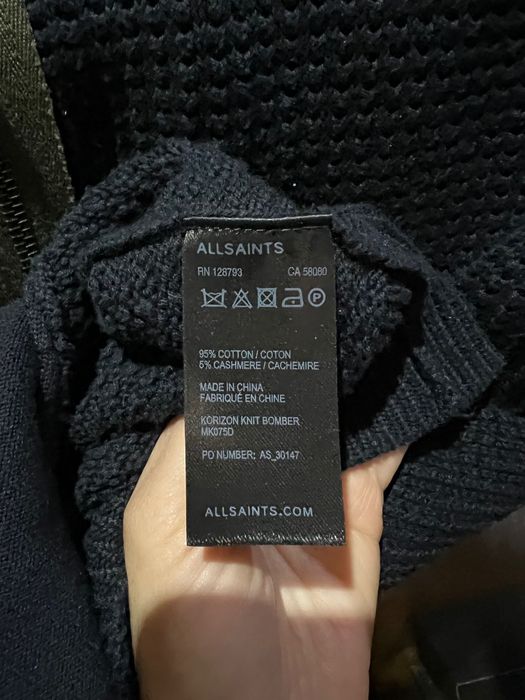 ALLSAINTS
RN 128793 CA 58080
P
95% COTTON / COTON
5% CASHMERE / CACHEMIRE
MADE IN CHINA
FABRIQUÉ EN CHINE
KORIZON KNIT BOMBER
MK075D
PO NUMBER: AS_30147
ALLSAINTS.COM